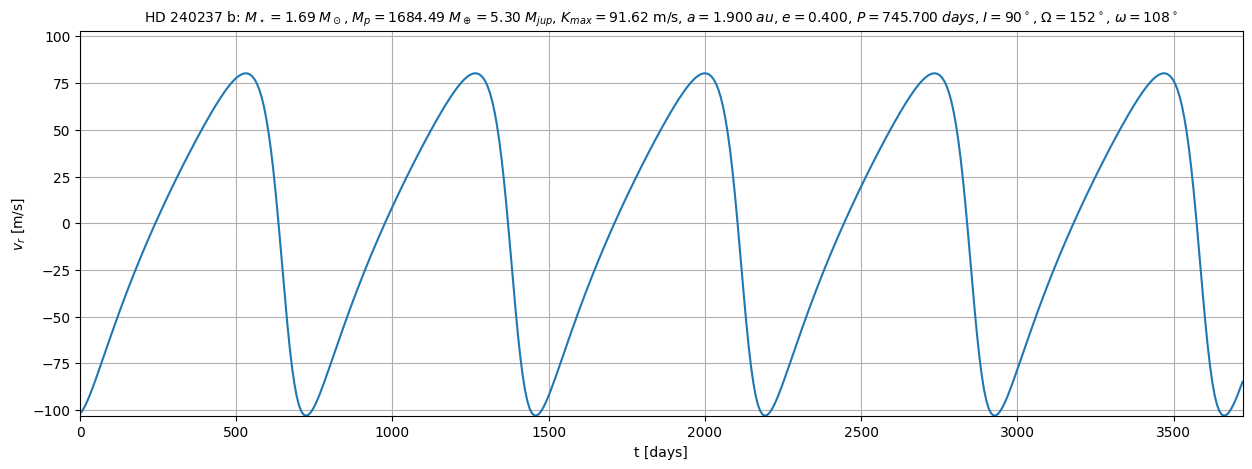 HD 240237 b: M⋆ = 1.69 M⊙, Mp = 1684.49 M⊕ = 5.30 Mjup, Kmax = 91.62 m/s, a = 1.900 au, e = 0.400, P = 745.700 days, I = 90°, Ω = 152°, ω = 108°
100
75
50
25
0
−25
−50
−75
−100
vr [m/s]
0 500 1000 1500 2000 2500 3000 3500
t [days]